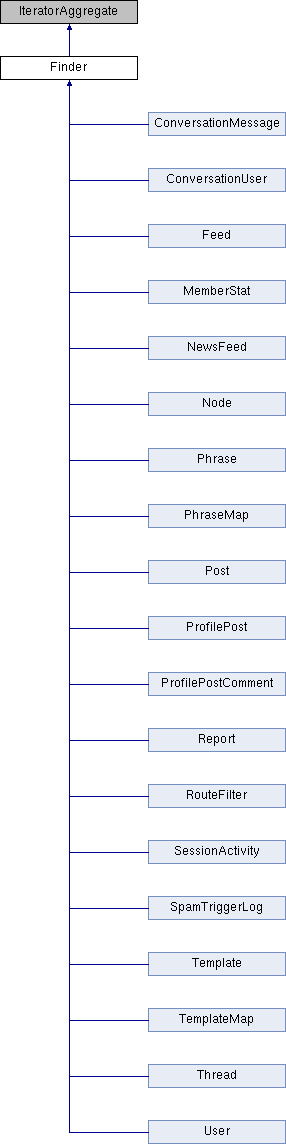 IteratorAggregate
Finder
ConversationMessage
ConversationUser
Feed
MemberStat
NewsFeed
Node
Phrase
PhraseMap
Post
ProfilePost
ProfilePostComment
Report
RouteFilter
SessionActivity
SpamTriggerLog
Template
TemplateMap
Thread
User